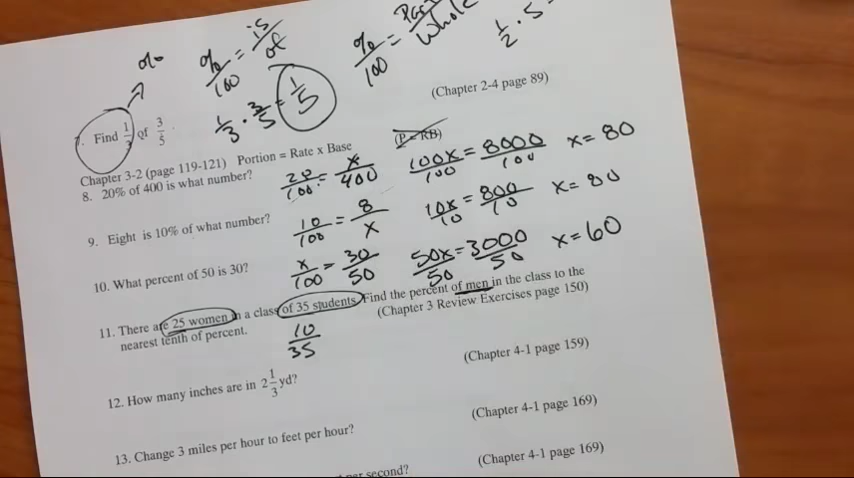 %/100 = is/of
%/100 = Par Whole
1/2 · 5
1/3 · 3/5 = 1/5
. Find 1/3 of 3/5
(Chapter 2-4 page 89)
Chapter 3-2 (page 119-121) Portion = Rate x Base (P = RB)
8. 20% of 400 is what number? 20/100 = x/400 100x/100 = 8000/100 x = 80
9. Eight is 10% of what number? 10/100 = 8/x 10x/10 = 800/10 x = 80
10. What percent of 50 is 30? x/100 = 30/50 50x/50 = 3000/50 x = 60
11. There are 25 women in a class of 35 students. Find the percent of men in the class to the
nearest tenth of percent. (Chapter 3 Review Exercises page 150)
10/35
12. How many inches are in 2 1/3 yd? (Chapter 4-1 page 159)
13. Change 3 miles per hour to feet per hour? (Chapter 4-1 page 169)
per second? (Chapter 4-1 page 169)